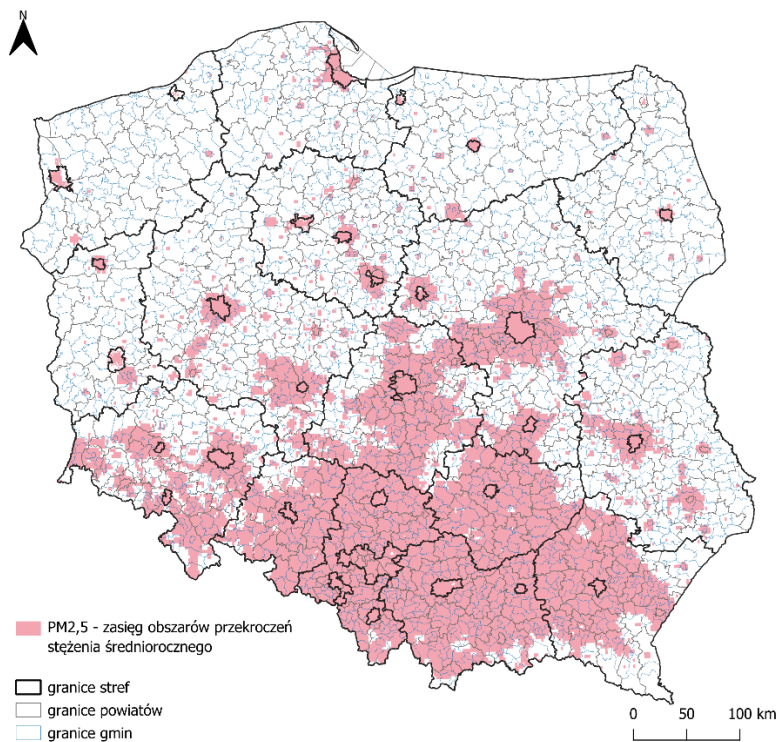 N
PM2,5 - zasięg obszarów przekroczeń
stężenia średniorocznego
granice stref
granice powiatów
granice gmin
0 50 100 km